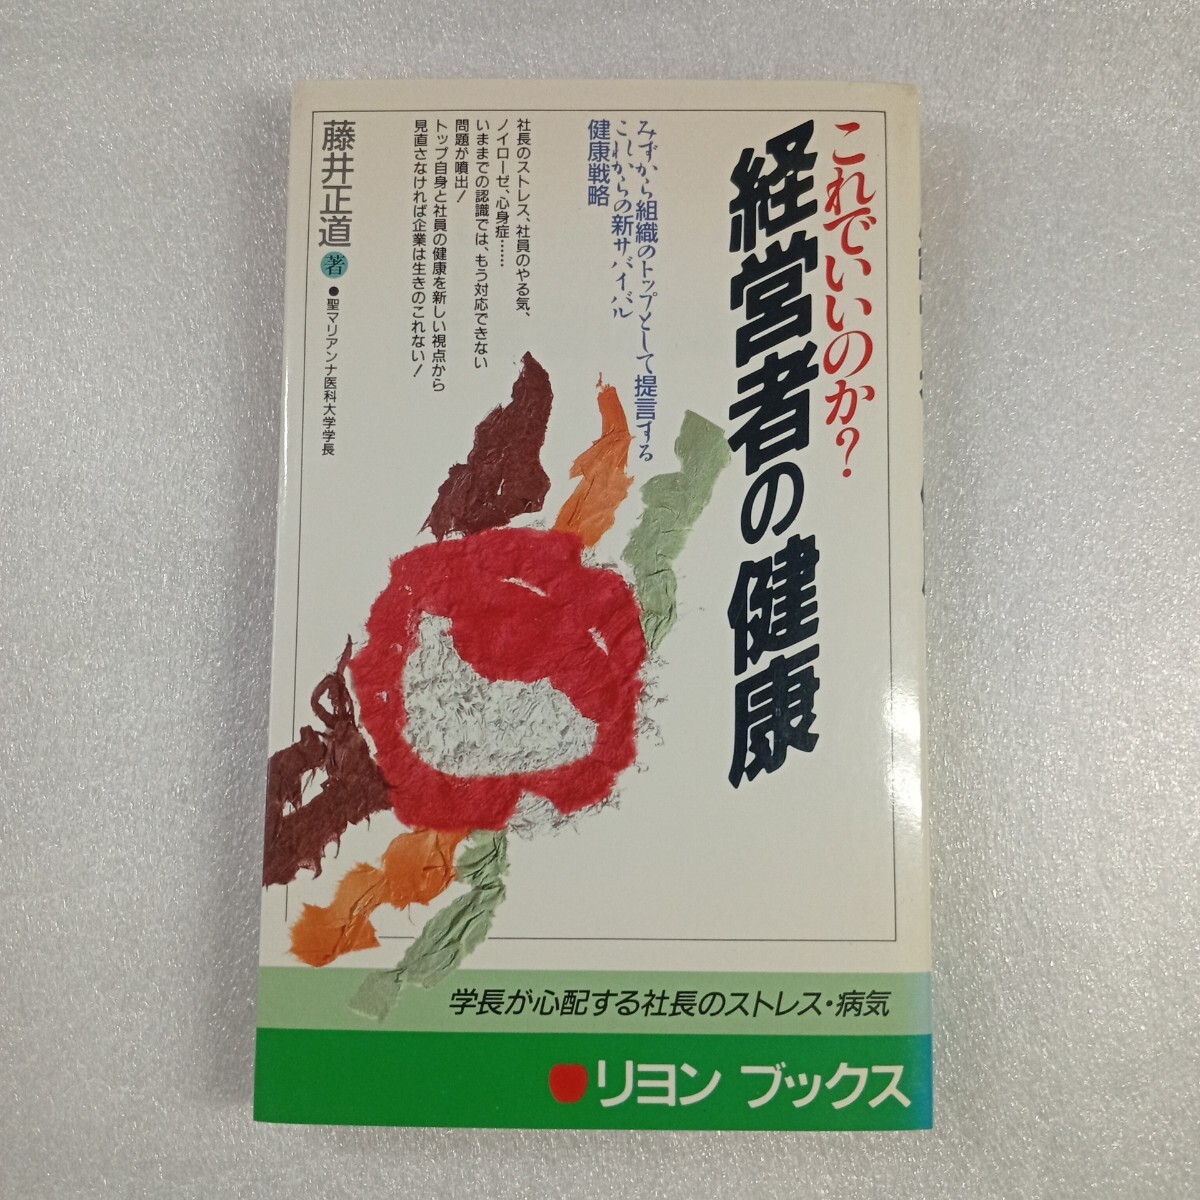 これでいいのか?
経営者の健康
みずから組織のトップとして提言する
これからの新サバイバル
健康戦略
社長のストレス、社員のやる気、
ノイローゼ、心身症……
いままでの認識では、もう対応できない
問題が噴出!
トップ自身と社員の健康を新しい視点から
見直さなければ企業は生きのこれない!
藤井正道 著 ●聖マリアンナ医科大学学長
学長が心配する社長のストレス・病気
リヨン ブックス